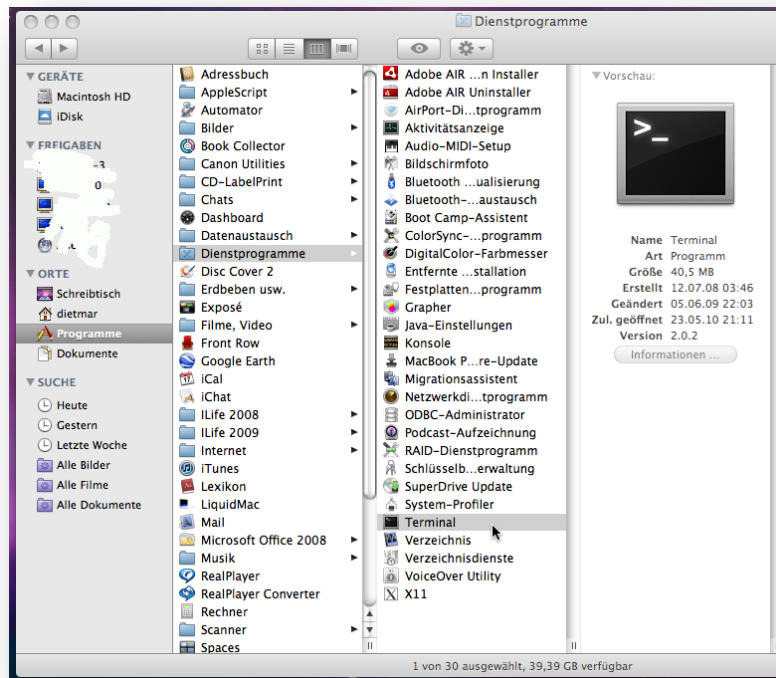 Dienstprogramme
GERÄTE
Macintosh HD
iDisk
FREIGABEN
-3
0
ORTE
Schreibtisch
dietmar
Programme
Dokumente
SUCHE
Heute
Gestern
Letzte Woche
Alle Bilder
Alle Filme
Alle Dokumente
Adressbuch
AppleScript
Automator
Bilder
Book Collector
Canon Utilities
CD-LabelPrint
Chats
Dashboard
Datenaustausch
Dienstprogramme
Disc Cover 2
Erdbeben usw.
Exposé
Filme, Video
Front Row
Google Earth
iCal
iChat
ILife 2008
ILife 2009
Internet
iTunes
Lexikon
LiquidMac
Mail
Microsoft Office 2008
Musik
RealPlayer
RealPlayer Converter
Rechner
Scanner
Spaces
Adobe AIR ...n Installer
Adobe AIR Uninstaller
AirPort-Di...tprogramm
Aktivitätsanzeige
Audio-MIDI-Setup
Bildschirmfoto
Bluetooth ...ualisierung
Bluetooth-...austausch
Boot Camp-Assistent
ColorSync-...programm
DigitalColor-Farbmesser
Entfernte ...stallation
Festplatten...programm
Grapher
Java-Einstellungen
Konsole
MacBook P...re-Update
Migrationsassistent
Netzwerkdi...tprogramm
ODBC-Administrator
Podcast-Aufzeichnung
RAID-Dienstprogramm
Schlüsselb...erwaltung
SuperDrive Update
System-Profiler
Terminal
Verzeichnis
Verzeichnisdienste
VoiceOver Utility
X11
Vorschau:
>_
Name Terminal
Art Programm
Größe 40,5 MB
Erstellt 12.07.08 03:46
Geändert 05.06.09 22:03
Zul. geöffnet 23.05.10 21:11
Version 2.0.2
Informationen ...
1 von 30 ausgewählt, 39,39 GB verfügbar